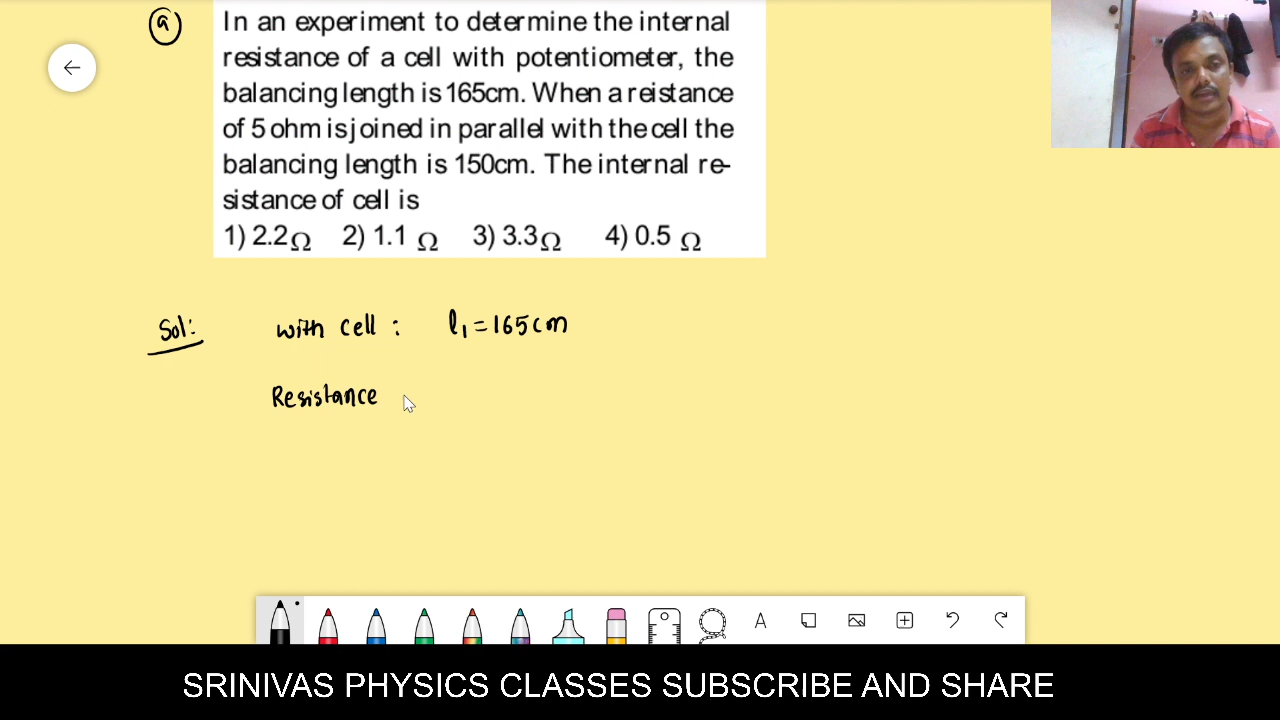 a
In an experiment to determine the internal
resistance of a cell with potentiometer, the
balancing length is 165cm. When a reistance
of 5 ohm is joined in parallel with the cell the
balancing length is 150cm. The internal re-
sistance of cell is
1) 2.2Ω 2) 1.1 Ω 3) 3.3Ω 4) 0.5 Ω
Sol: with cell : l₁ = 165cm
Resistance
A
SRINIVAS PHYSICS CLASSES SUBSCRIBE AND SHARE